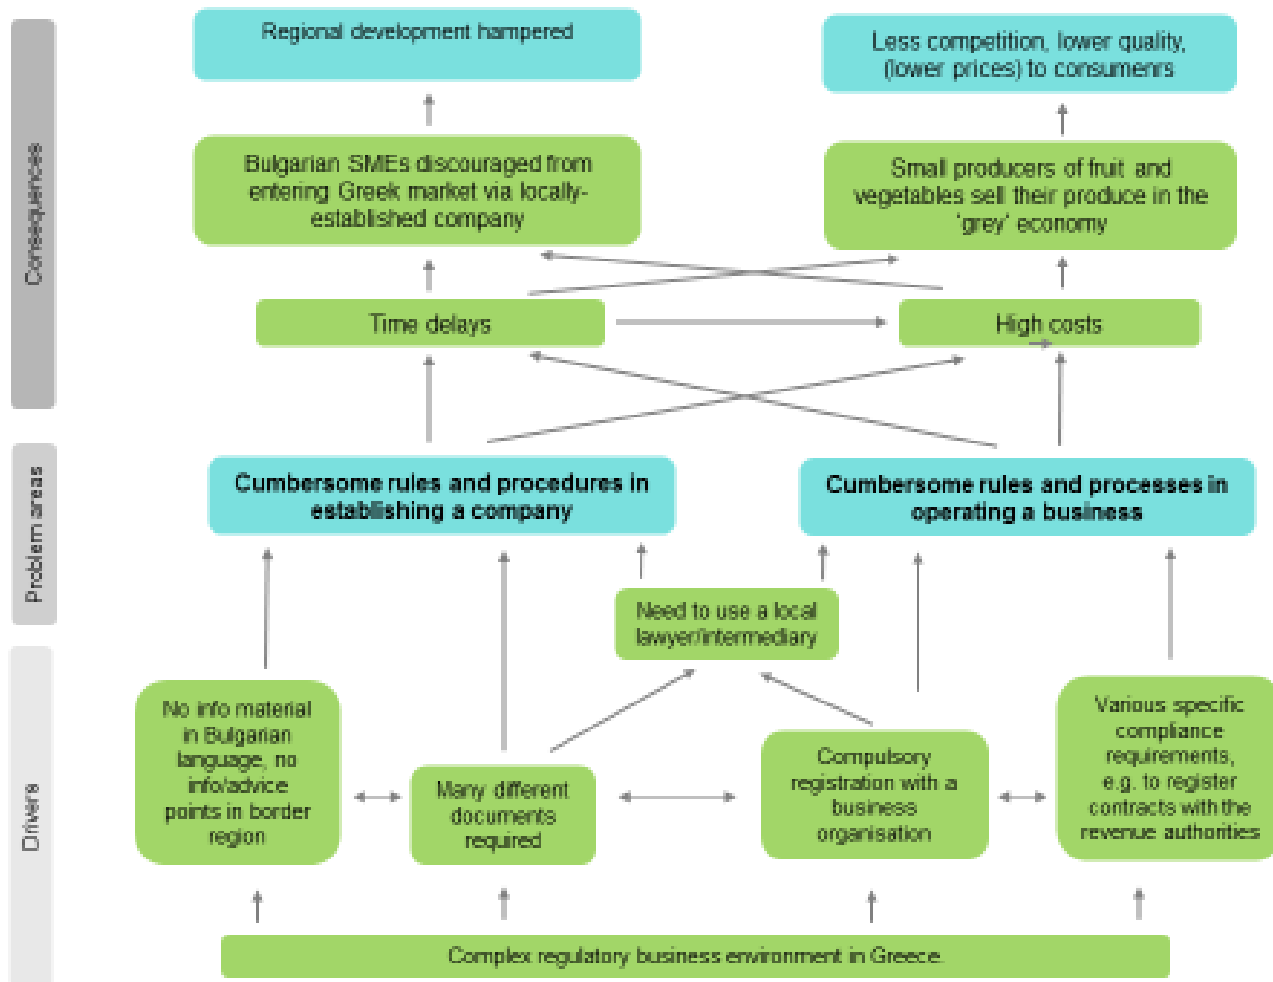 Consequences
Regional development hampered
Less competition, lower quality,
(lower prices) to consumenrs
Bulgarian SMEs discouraged from
entering Greek market via locally-
established company
Small producers of fruit and
vegetables sell their produce in the
'grey' economy
Time delays
High costs
Problem areas
Cumbersome rules and procedures in
establishing a company
Cumbersome rules and processes in
operating a business
Need to use a local
lawyer/intermediary
Drivers
No info material
in Bulgarian
language, no
info/advice
points in border
region
Many different
documents
required
Compulsory
registration with a
business
organisation
Various specific
compliance
requirements,
e.g. to register
contracts with the
revenue authorities
Complex regulatory business environment in Greece.